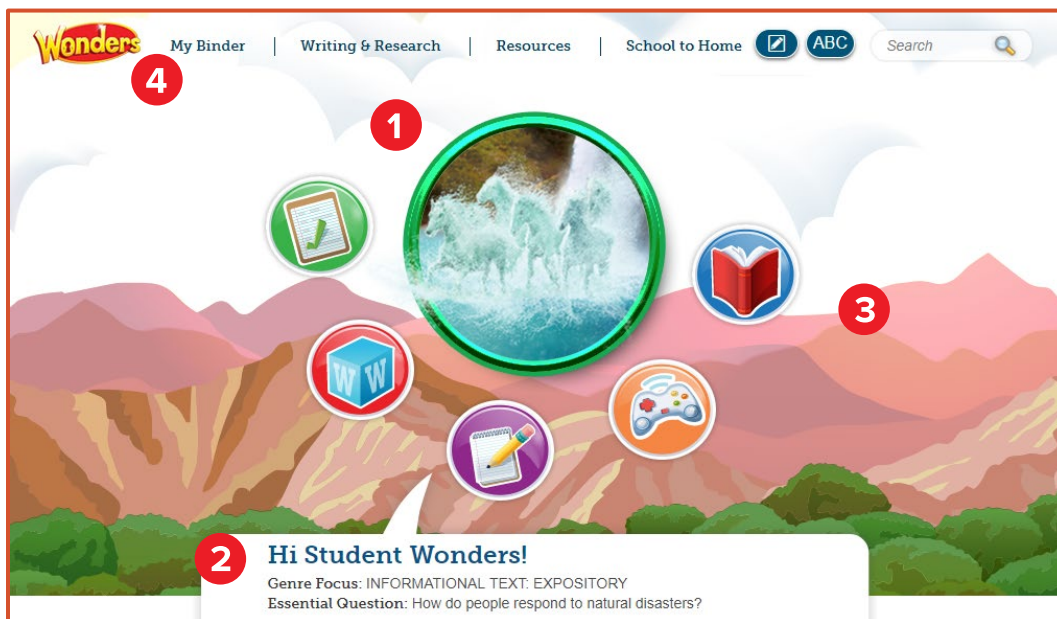 Wonders
My Binder | Writing & Research | Resources | School to Home ABC Search
4
1
3
W W
2 Hi Student Wonders!
Genre Focus: INFORMATIONAL TEXT: EXPOSITORY
Essential Question: How do people respond to natural disasters?